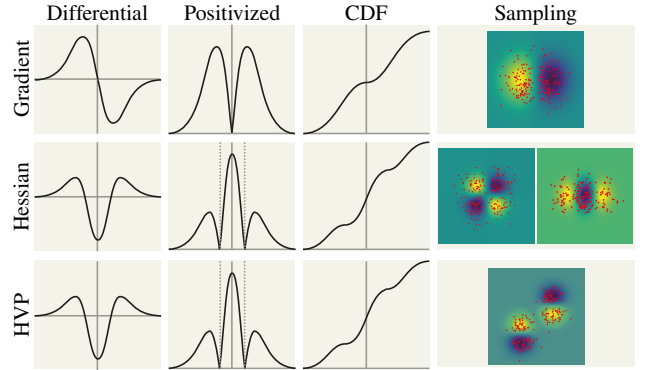 Differential Positivized CDF Sampling
Gradient
Hessian
HVP